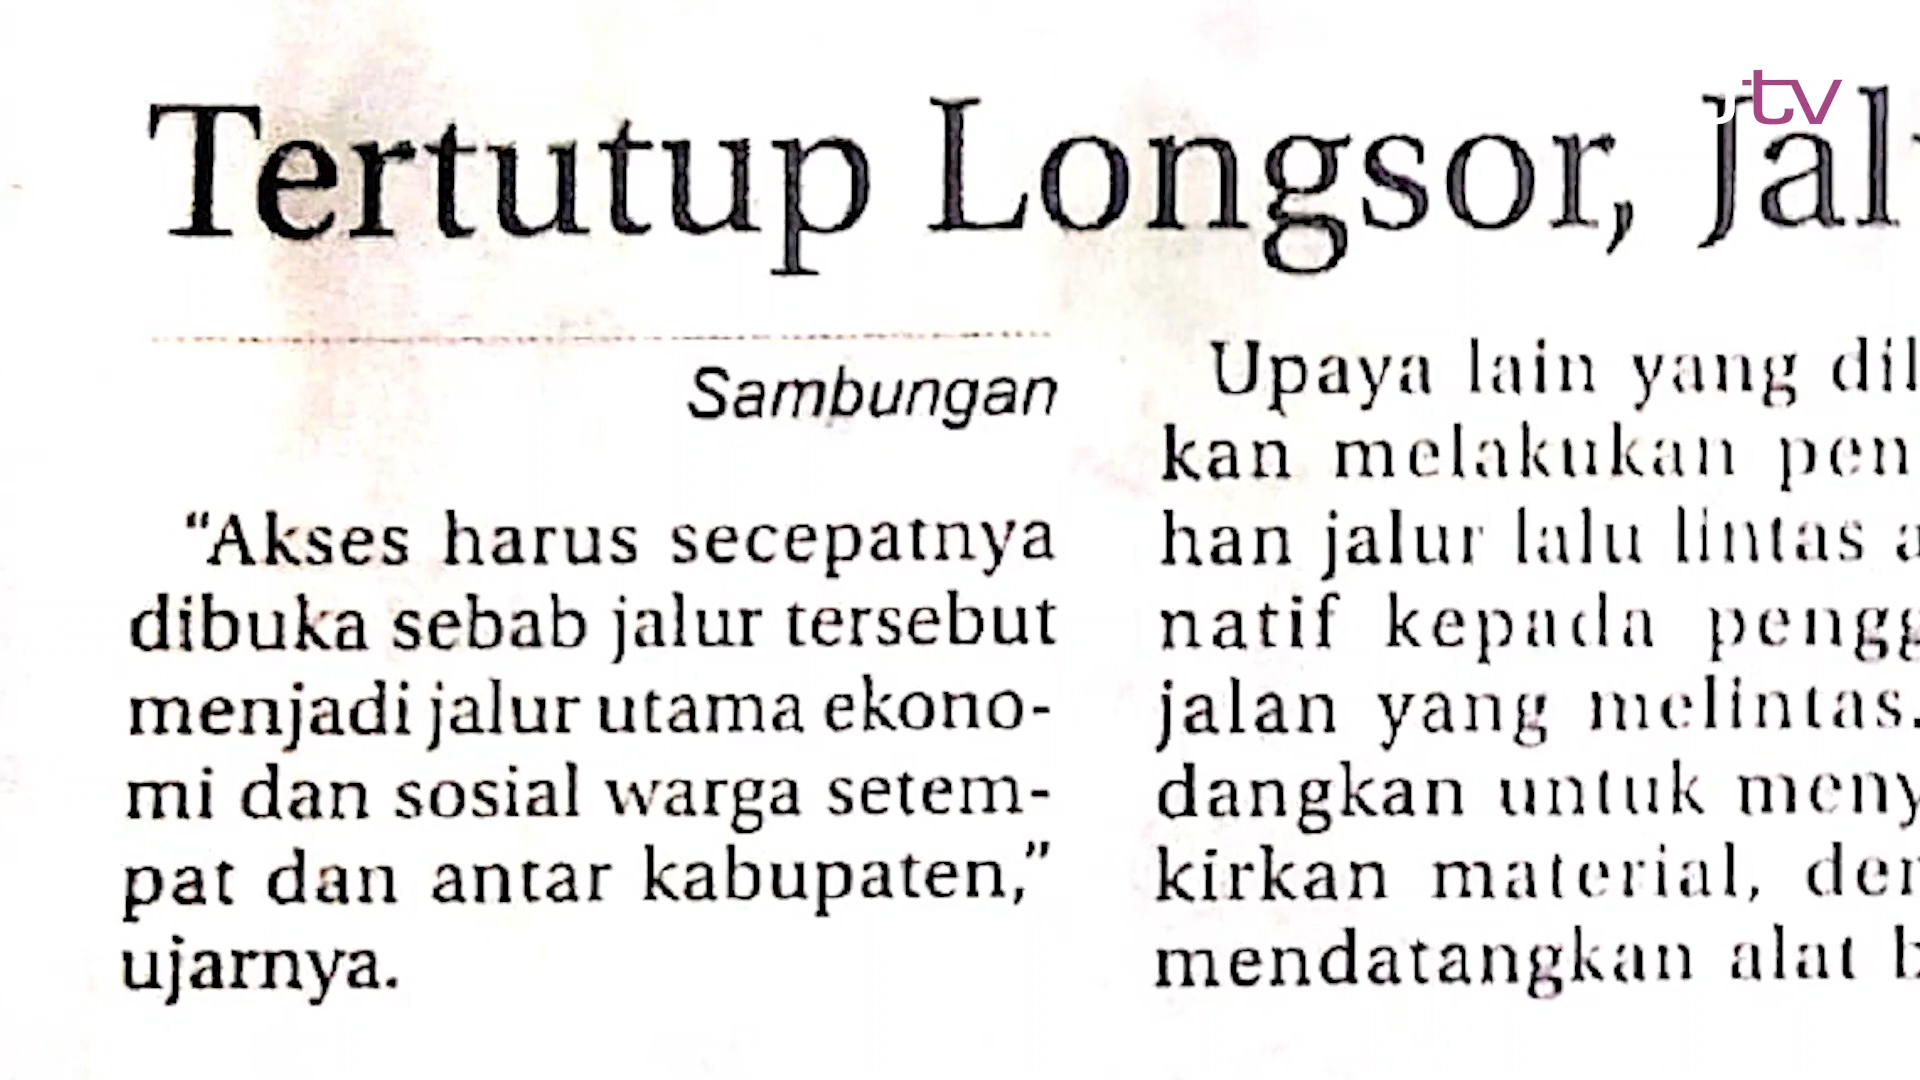 tv
Tertutup Longsor,
Sambungan
“Akses harus secepatnya
dibuka sebab jalur tersebut
menjadi jalur utama ekono-
mi dan sosial warga setem-
pat dan antar kabupaten,”
ujarnya.
Upaya lain yang
kan melakukan
han jalur lalu lintas
natif kepada
jalan yang melintas.
dangkan untuk
kirkan material,
mendatangkan alat